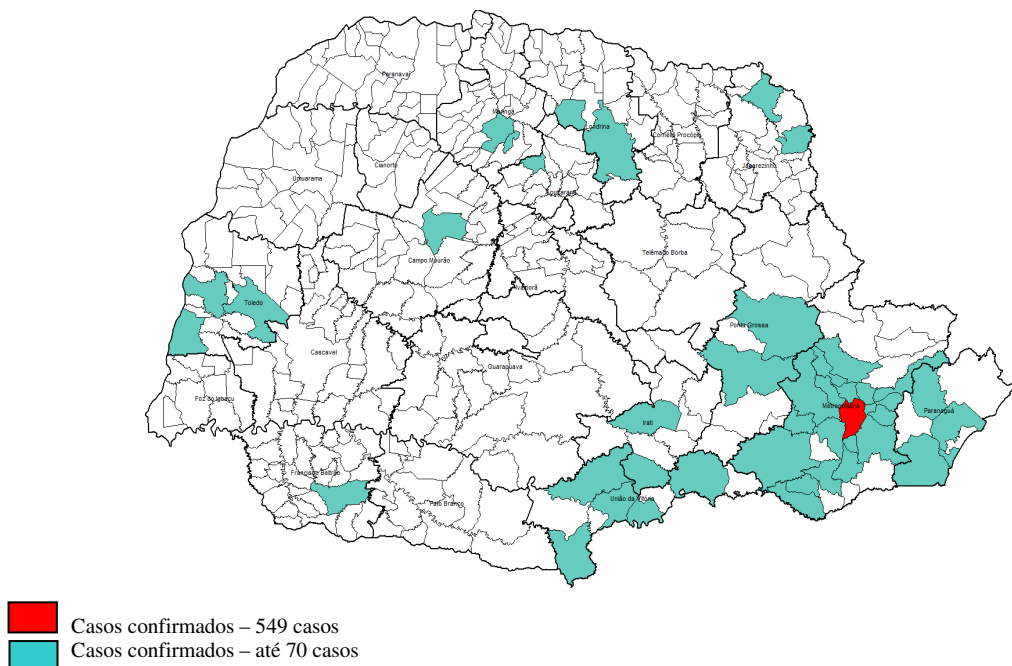 Paranavaí
Maringá
Londrina
Cornélio Procópio
Jacarezinho
Cianorte
Umuarama
Apucarana
Campo Mourão
Telêmaco Borba
Ivaiporã
Toledo
Ponta Grossa
Cascavel
Guarapuava
Foz do Iguaçu
Metropolitana
Paranaguá
Irati
Francisco Beltrão
Pato Branco
União da Vitória
Casos confirmados – 549 casos
Casos confirmados – até 70 casos